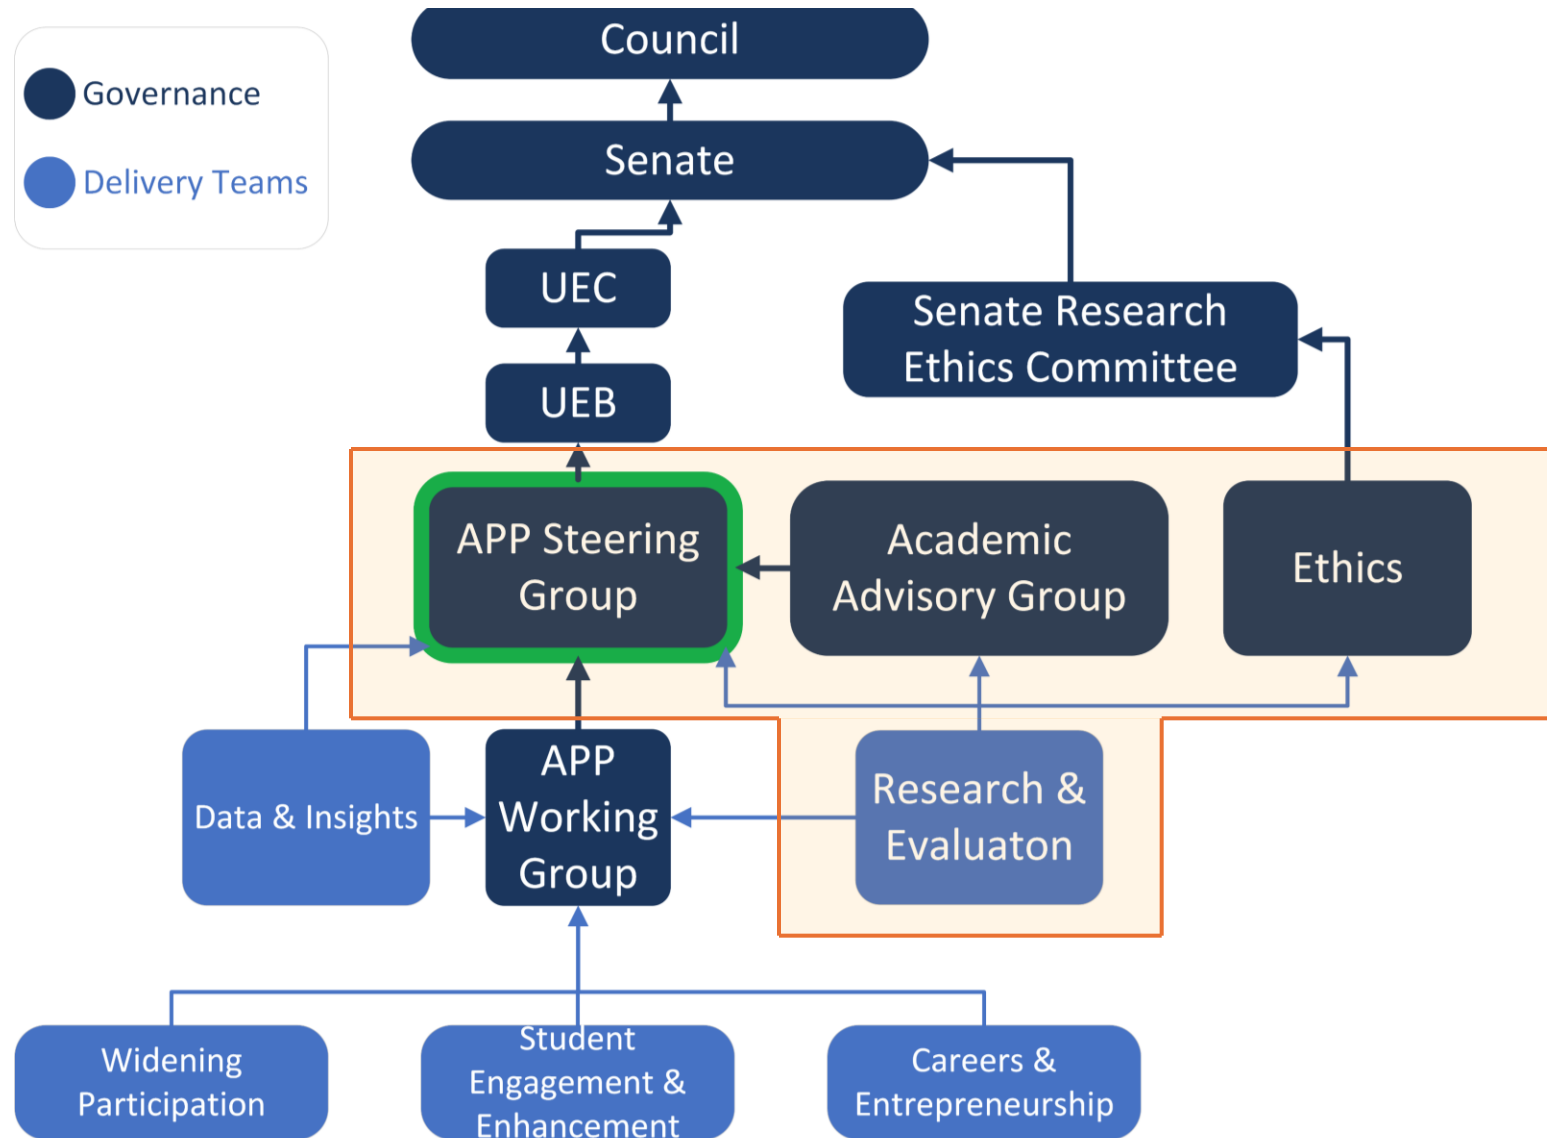 Governance
Delivery Teams
Council
Senate
UEC
Senate Research
Ethics Committee
UEB
APP Steering
Group
Academic
Advisory Group
Ethics
Data & Insights
APP
Working
Group
Research &
Evaluaton
Widening
Participation
Student
Engagement &
Enhancement
Careers &
Entrepreneurship